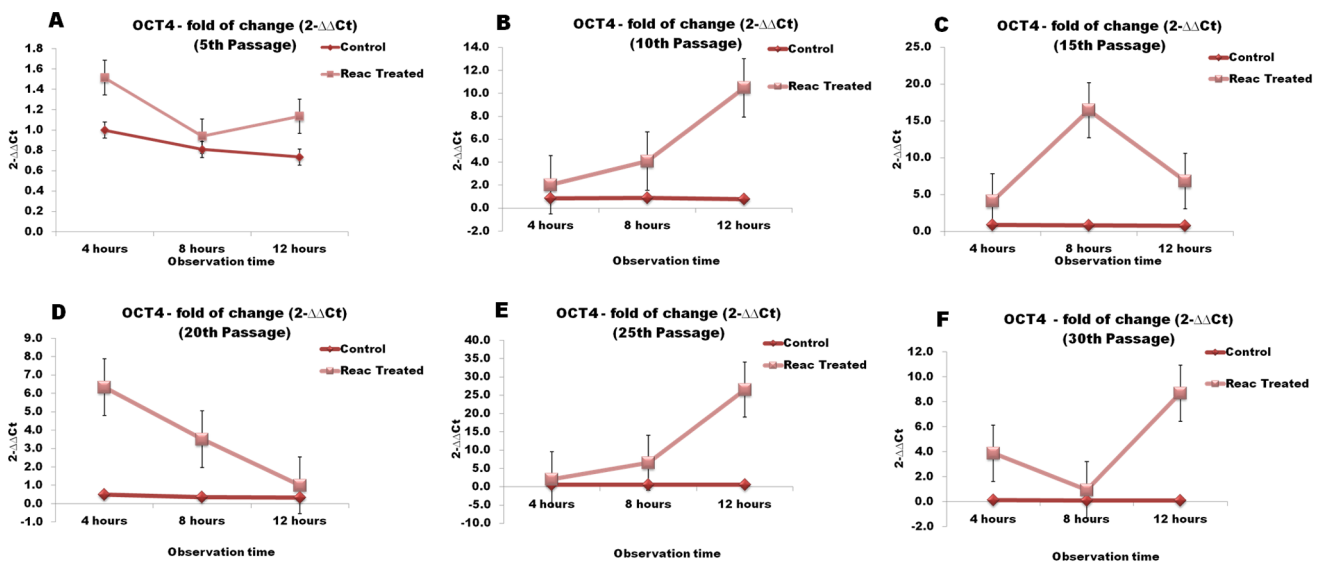 A
OCT4 - fold of change (2-ΔΔCt)
(5th Passage)
Control
Reac Treated
1.8
1.6
1.4
1.2
1.0
0.8
0.6
0.4
0.2
0.0
2-ΔΔCt
4 hours 8 hours 12 hours
Observation time
B
OCT4 - fold of change (2-ΔΔCt)
(10th Passage)
Control
Reac Treated
14.0
12.0
10.0
8.0
6.0
4.0
2.0
0.0
-2.0
2-ΔΔCt
4 hours 8 hours 12 hours
Observation time
C
OCT4 - fold of change (2-ΔΔCt)
(15th Passage)
Control
Reac Treated
25.0
20.0
15.0
10.0
5.0
0.0
2-ΔΔCt
4 hours 8 hours 12 hours
Observation time
D
OCT4 - fold of change (2-ΔΔCt)
(20th Passage)
Control
Reac Treated
9.0
8.0
7.0
6.0
5.0
4.0
3.0
2.0
1.0
0.0
-1.0
2-ΔΔCt
4 hours 8 hours 12 hours
Observation time
E
OCT4 - fold of change (2-ΔΔCt)
(25th Passage)
Control
Reac Treated
40.0
35.0
30.0
25.0
20.0
15.0
10.0
5.0
0.0
-5.0
-10.0
2-ΔΔCt
4 hours 8 hours 12 hours
Observation time
F
OCT4 - fold of change (2-ΔΔCt)
(30th Passage)
Control
Reac Treated
12.0
10.0
8.0
6.0
4.0
2.0
0.0
-2.0
2-ΔΔCt
4 hours 8 hours 12 hours
Observation time